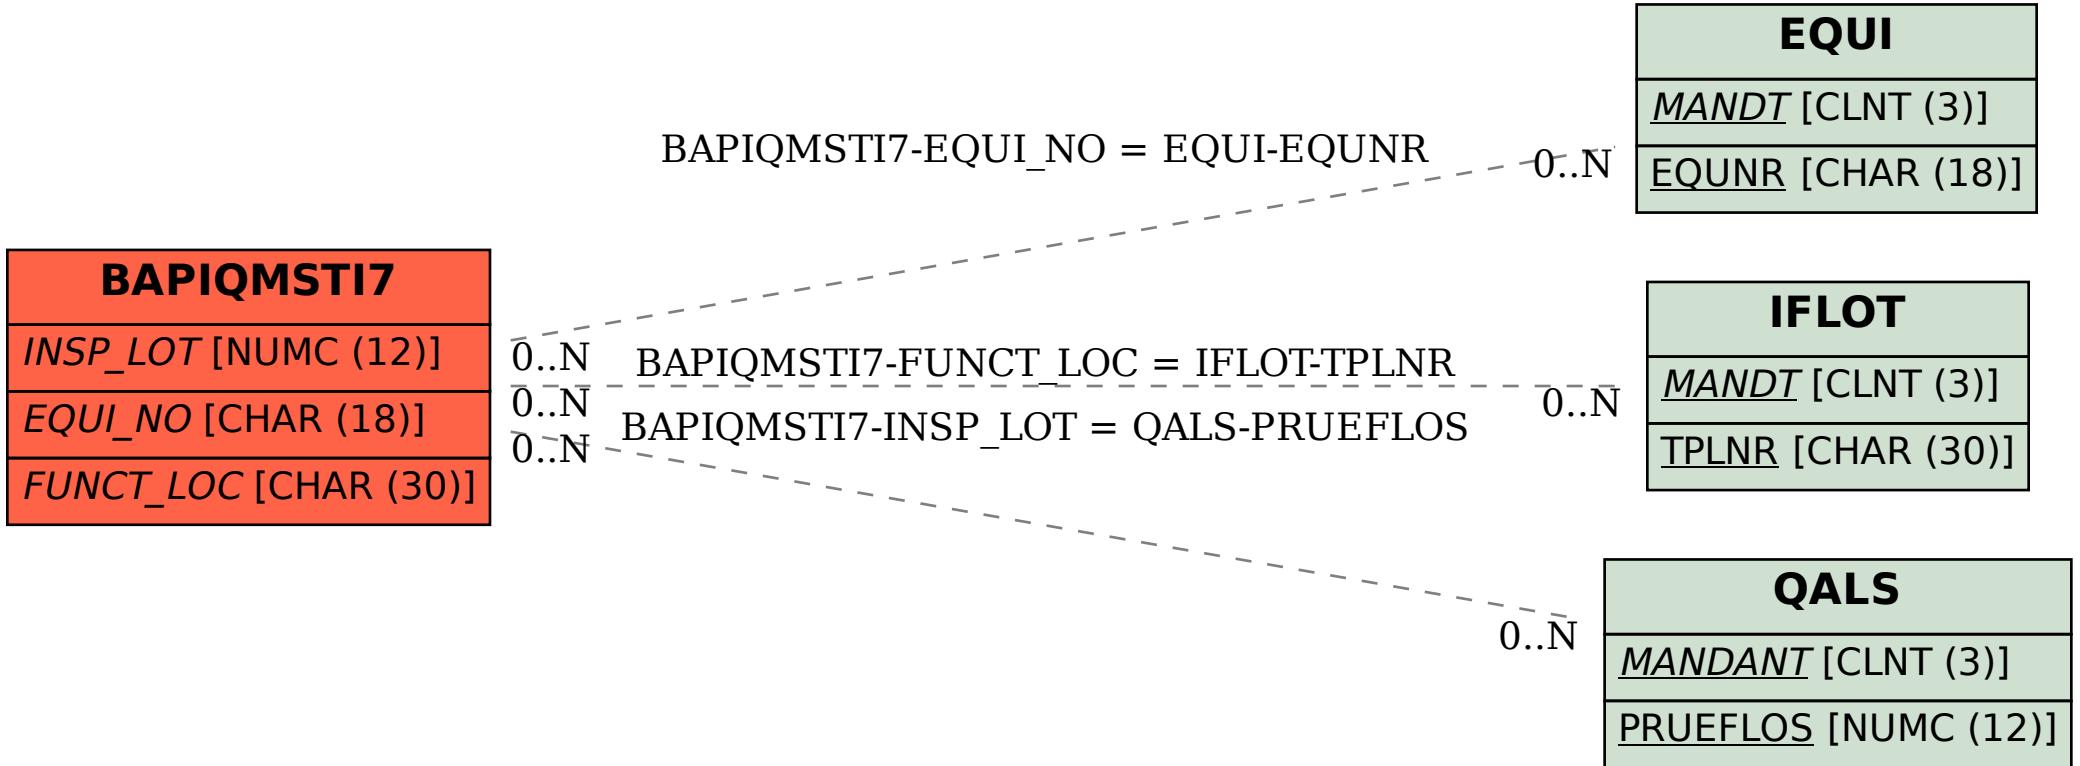 EQUI
MANDT [CLNT (3)]
EQUNR [CHAR (18)]
BAPIQMSTI7-EQUI_NO = EQUI-EQUNR
0..N
BAPIQMSTI7
INSP_LOT [NUMC (12)]
EQUI_NO [CHAR (18)]
FUNCT_LOC [CHAR (30)]
0..N
BAPIQMSTI7-FUNCT_LOC = IFLOT-TPLNR
0..N
0..N
BAPIQMSTI7-INSP_LOT = QALS-PRUEFLOS
0..N
IFLOT
MANDT [CLNT (3)]
TPLNR [CHAR (30)]
0..N
QALS
MANDANT [CLNT (3)]
PRUEFLOS [NUMC (12)]